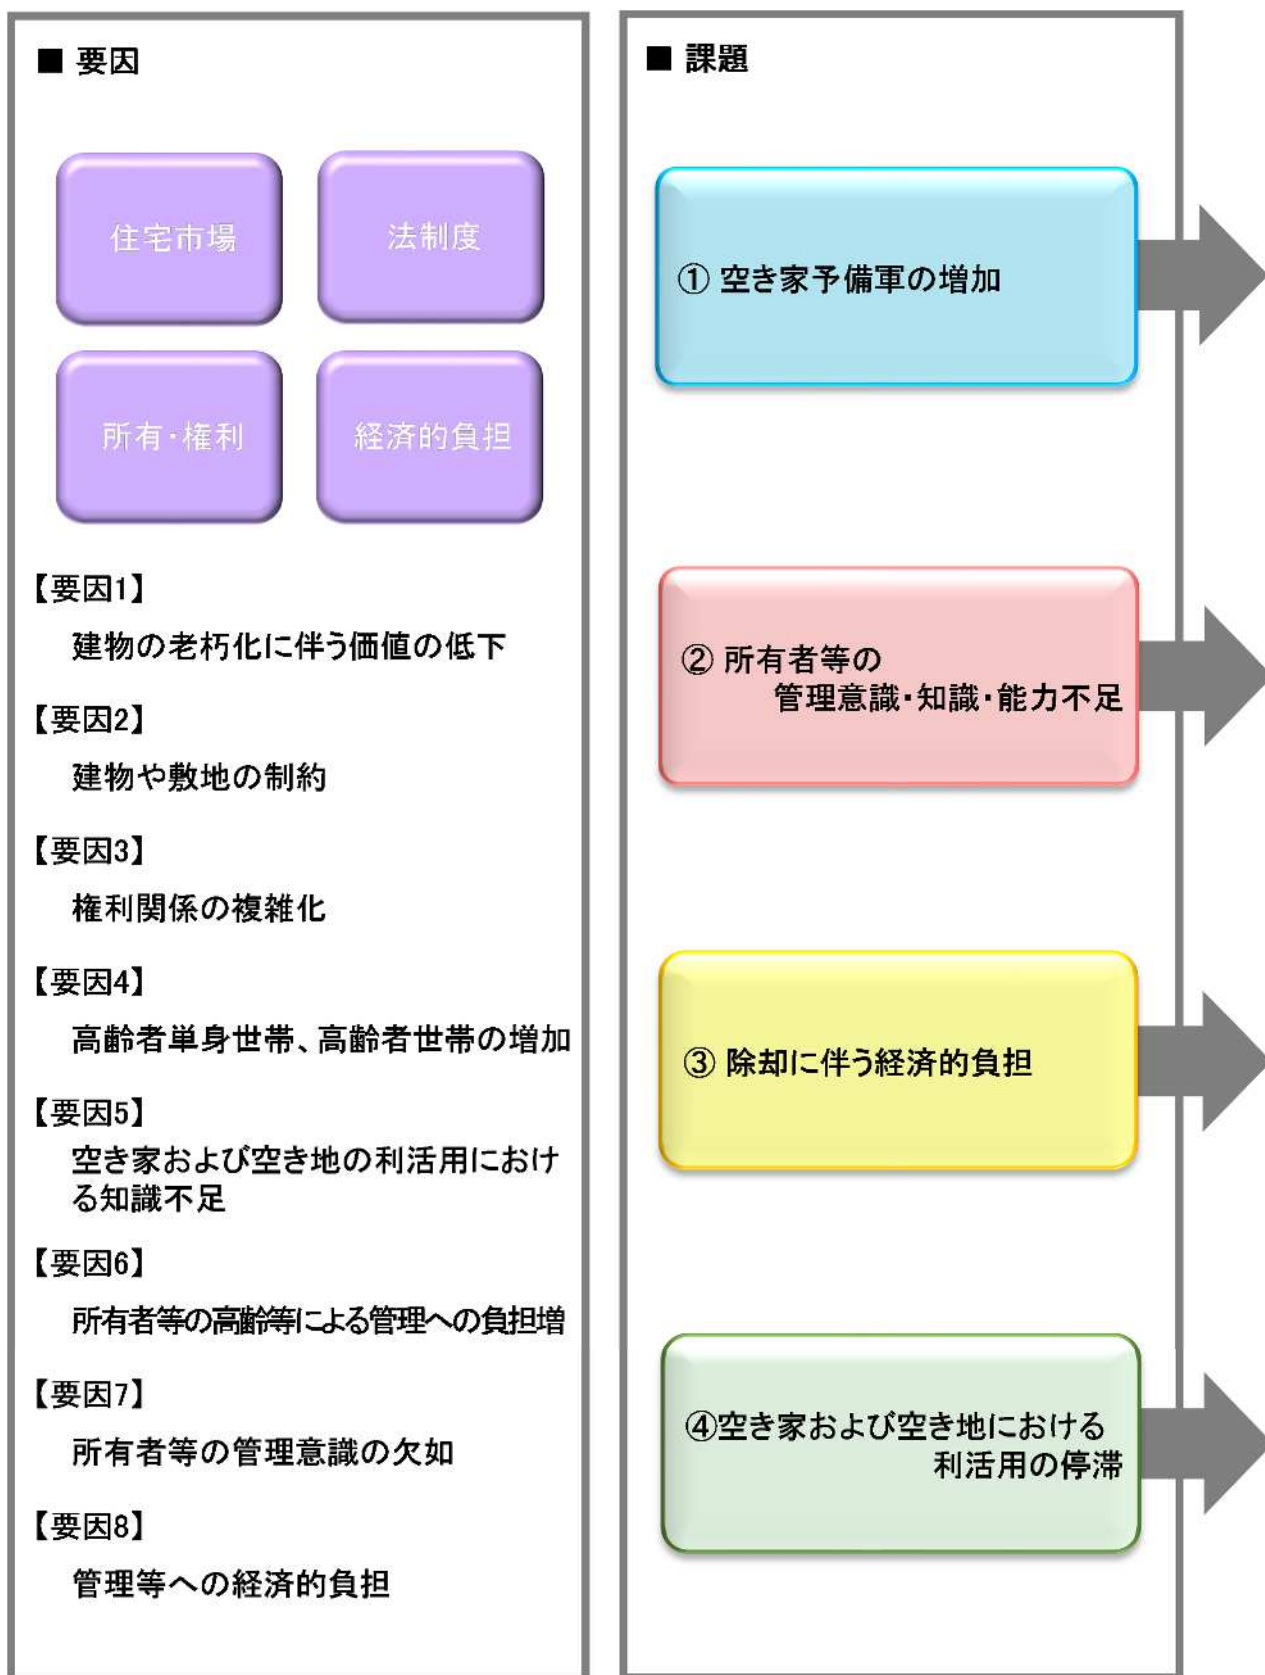 ■ 要因
住宅市場
法制度
所有・権利
経済的負担
【要因1】
建物の老朽化に伴う価値の低下
【要因2】
建物や敷地の制約
【要因3】
権利関係の複雑化
【要因4】
高齢者単身世帯、高齢者世帯の増加
【要因5】
空き家および空き地の利活用におけ
る知識不足
【要因6】
所有者等の高齢等による管理への負担増
【要因7】
所有者等の管理意識の欠如
【要因8】
管理等への経済的負担
■ 課題
① 空き家予備軍の増加
② 所有者等の
管理意識・知識・能力不足
③ 除却に伴う経済的負担
④空き家および空き地における
利活用の停滞